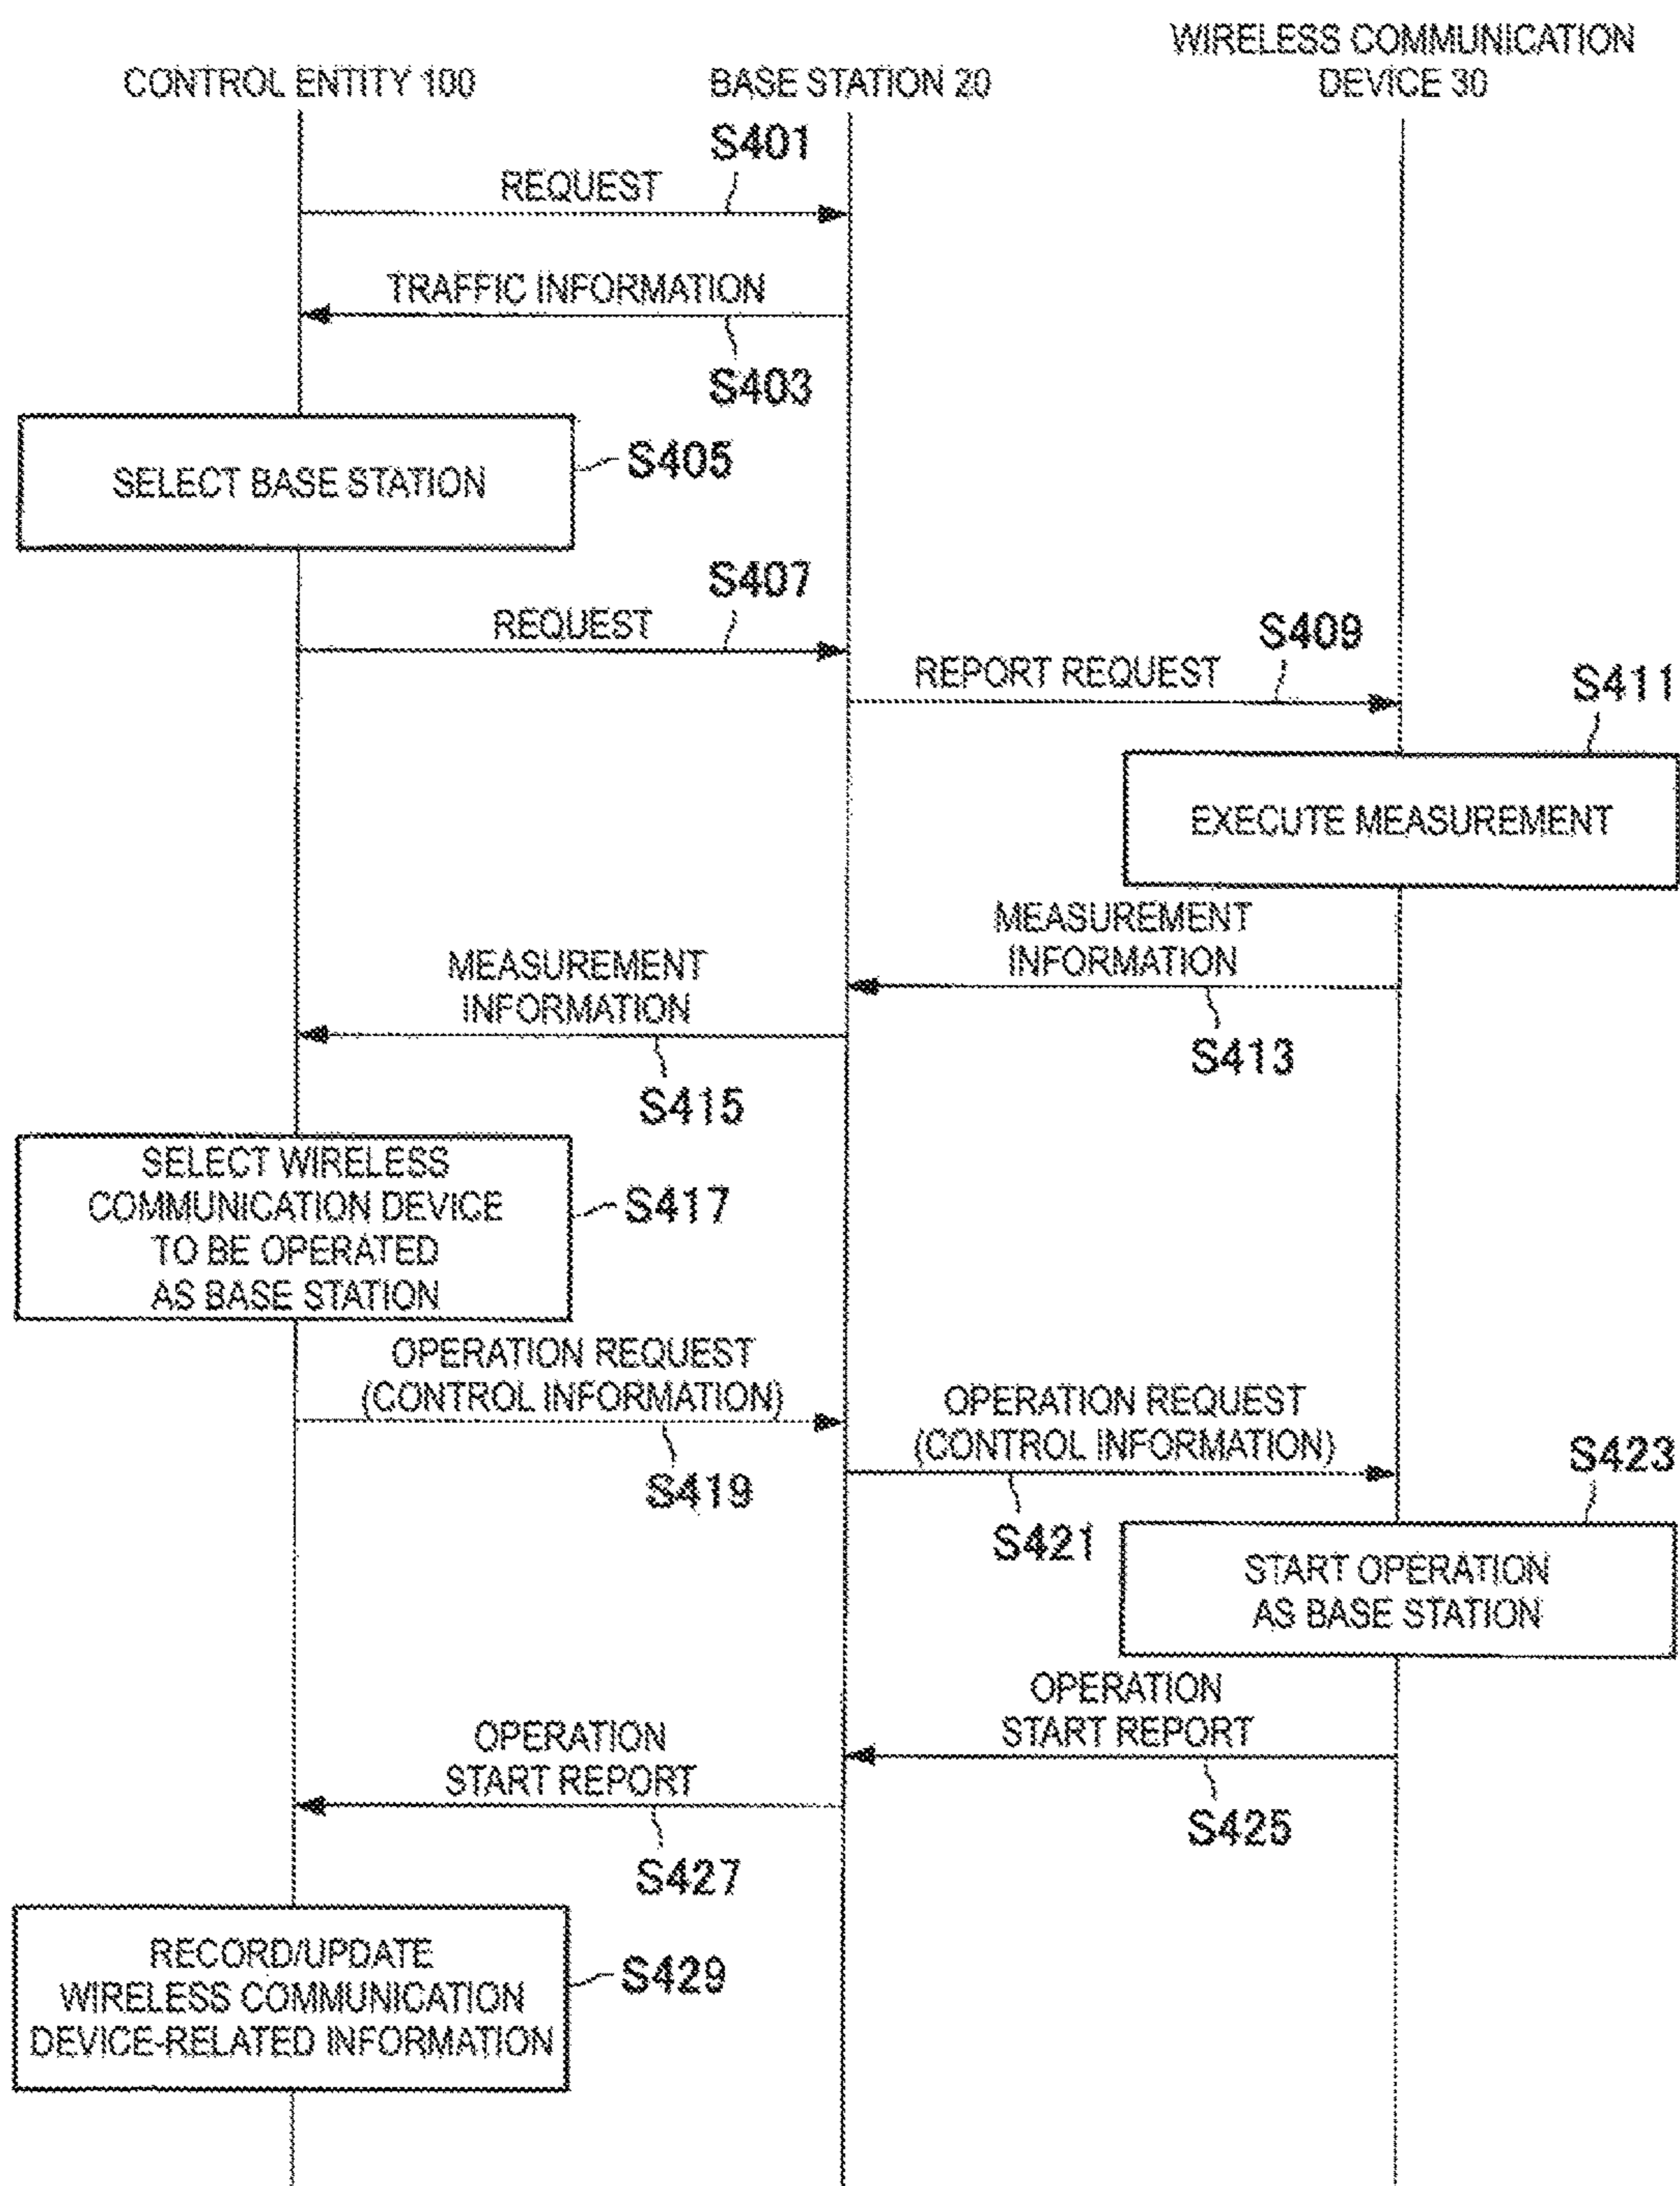 CONTROL ENTITY 100
BASE STATION 20
WIRELESS COMMUNICATION
DEVICE 30
S401
REQUEST
TRAFFIC INFORMATION
S403
SELECT BASE STATION
S405
S407
REQUEST
S409
REPORT REQUEST
S411
EXECUTE MEASUREMENT
MEASUREMENT
INFORMATION
S413
MEASUREMENT
INFORMATION
S415
SELECT WIRELESS
COMMUNICATION DEVICE
TO BE OPERATED
AS BASE STATION
S417
OPERATION REQUEST
(CONTROL INFORMATION)
S419
OPERATION REQUEST
(CONTROL INFORMATION)
S421
S423
START OPERATION
AS BASE STATION
OPERATION
START REPORT
S425
OPERATION
START REPORT
S427
RECORD/UPDATE
WIRELESS COMMUNICATION
DEVICE-RELATED INFORMATION
S429